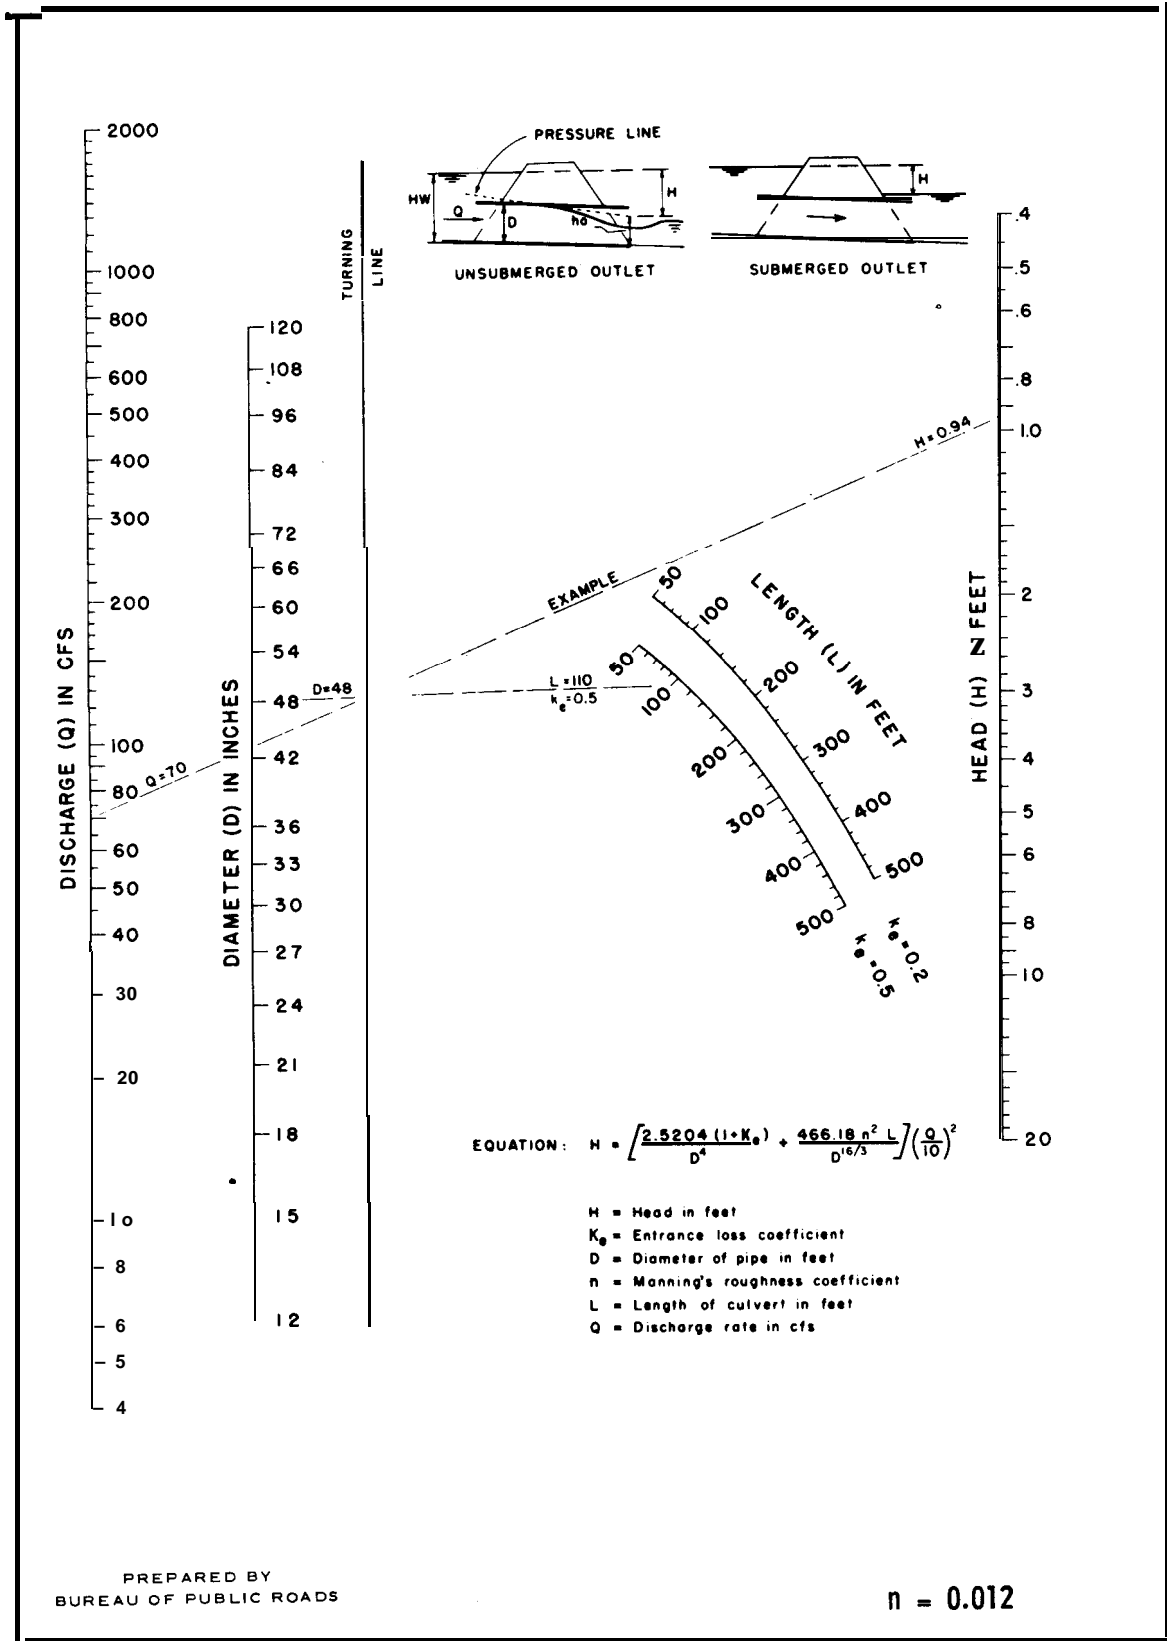 2000
1000
800
600
500
400
300
200
100
80
60
50
40
30
20
10
8
6
5
4
DISCHARGE (Q) IN CFS
Q=70
120
108
96
84
72
66
60
54
48
42
36
33
30
27
24
21
18
15
12
DIAMETER (D) IN INCHES
D=48
TURNING
LINE
PRESSURE LINE
HW
Q
D
ho
H
UNSUBMERGED OUTLET
H
SUBMERGED OUTLET
EXAMPLE
H=0.94
L=110
ke=0.5
50
100
200
300
400
500
ke=0.2
50
100
200
300
400
500
ke=0.5
LENGTH (L) IN FEET
.4
.5
.6
.8
1.0
2
3
4
5
6
8
10
20
HEAD (H) Z FEET
EQUATION: H = [2.5204 (1+Ke) / D^4 + 466.18 n² L / D^16/3] (Q/10)²
H = Head in feet
Ke = Entrance loss coefficient
D = Diameter of pipe in feet
n = Manning's roughness coefficient
L = Length of culvert in feet
Q = Discharge rate in cfs
PREPARED BY
BUREAU OF PUBLIC ROADS
n = 0.012